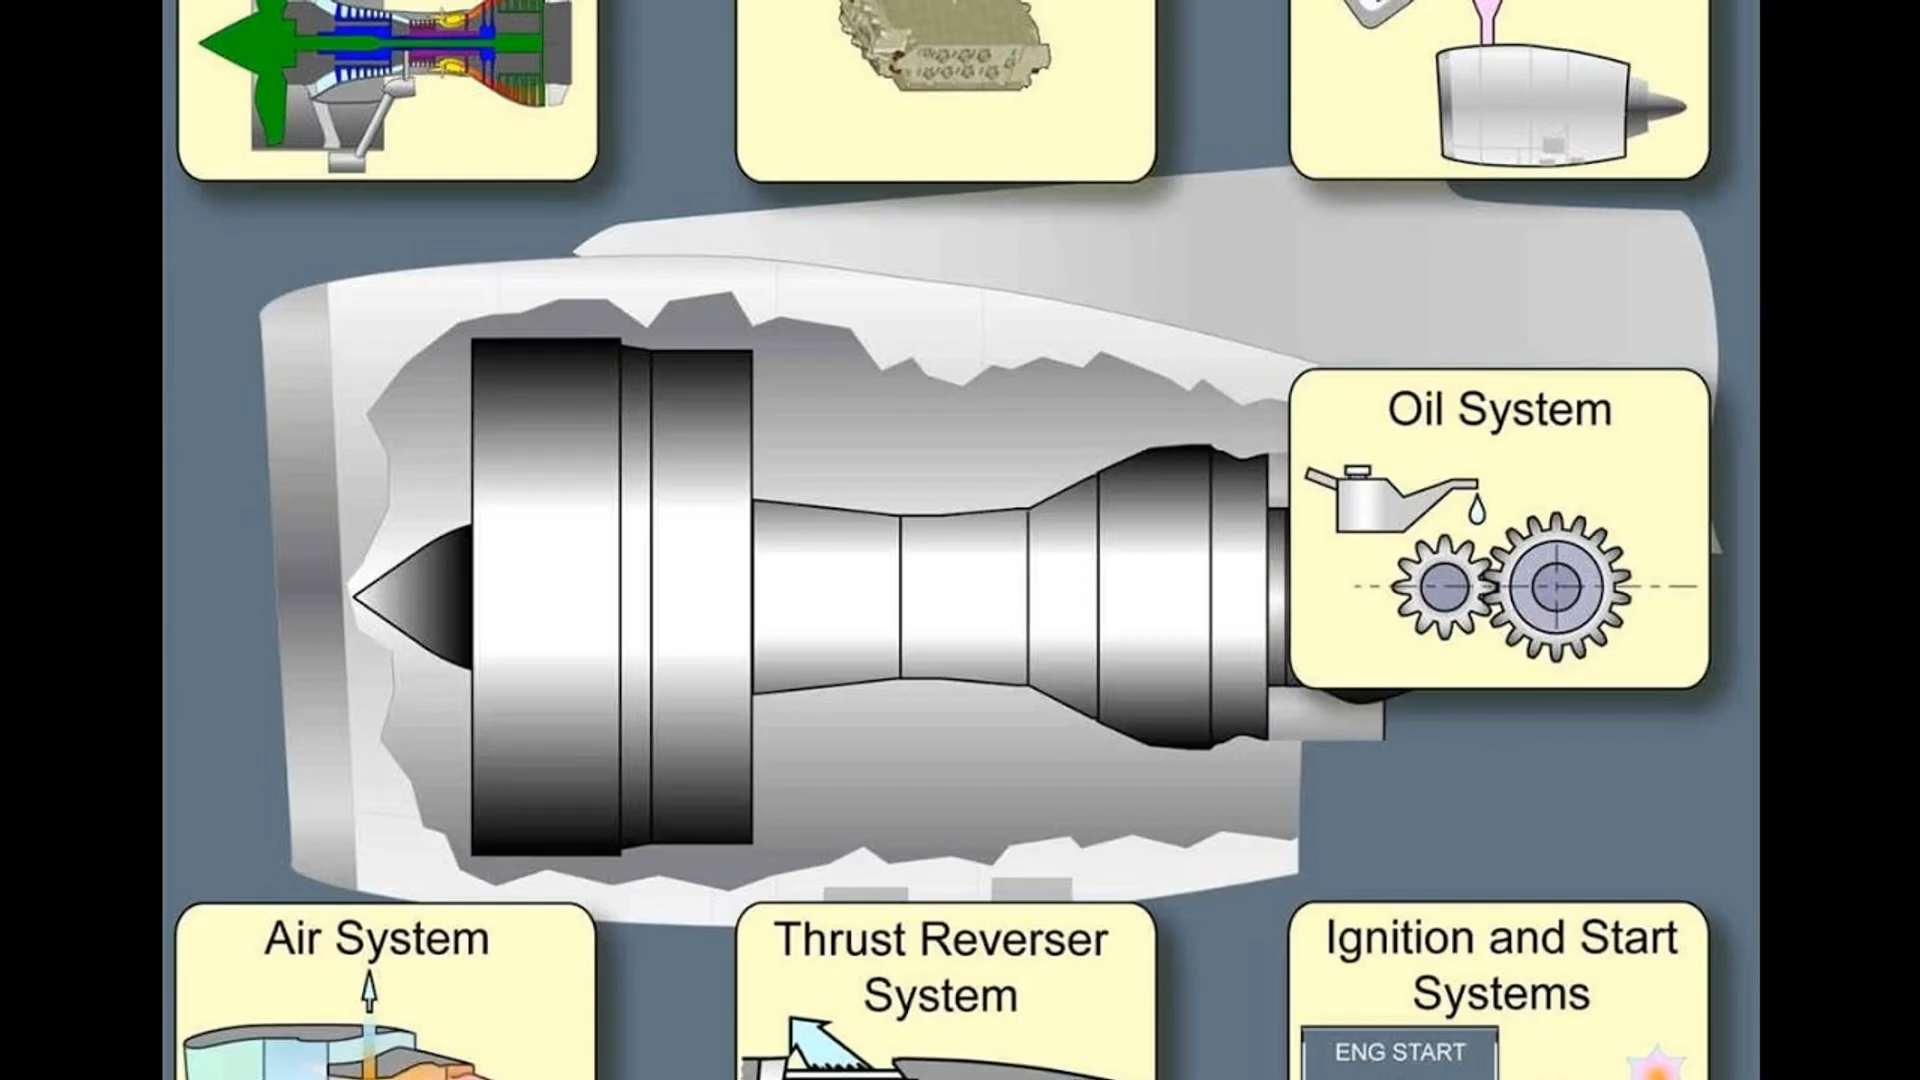 Oil System
Air System
Thrust Reverser
System
Ignition and Start
Systems
ENG START